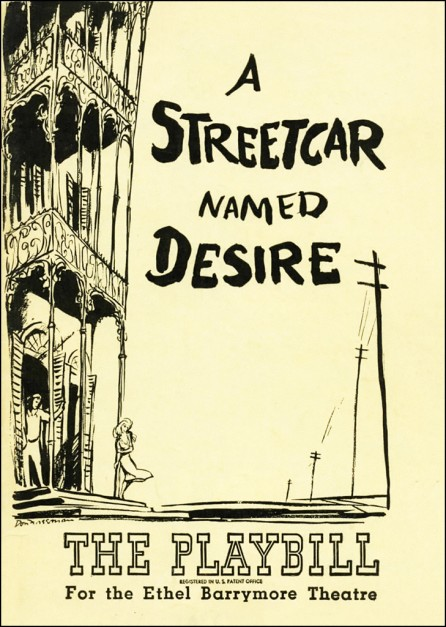 A
STREETCAR
NAMED
DESIRE
THE PLAYBILL
REGISTERED IN U. S. PATENT OFFICE
For the Ethel Barrymore Theatre